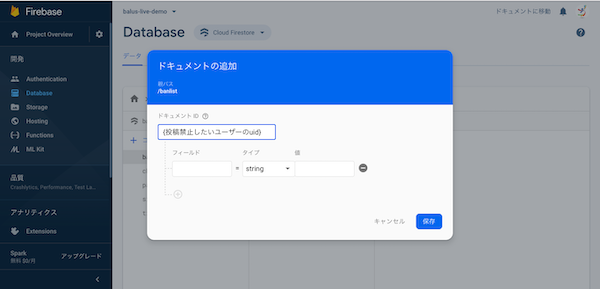 Firebase
balus-live-demo
ドキュメントに移動
Project Overview
Database
Cloud Firestore
データ
開発
Authentication
Database
Storage
Hosting
Functions
ML Kit
品質
Crashlytics, Performance, Test La...
アナリティクス
Extensions
Spark
無料 $0/月
アップグレード
ドキュメントの追加
親パス
/banlist
ドキュメント ID
{投稿禁止したいユーザーのuid}
フィールド
タイプ
値
=
string
キャンセル
保存